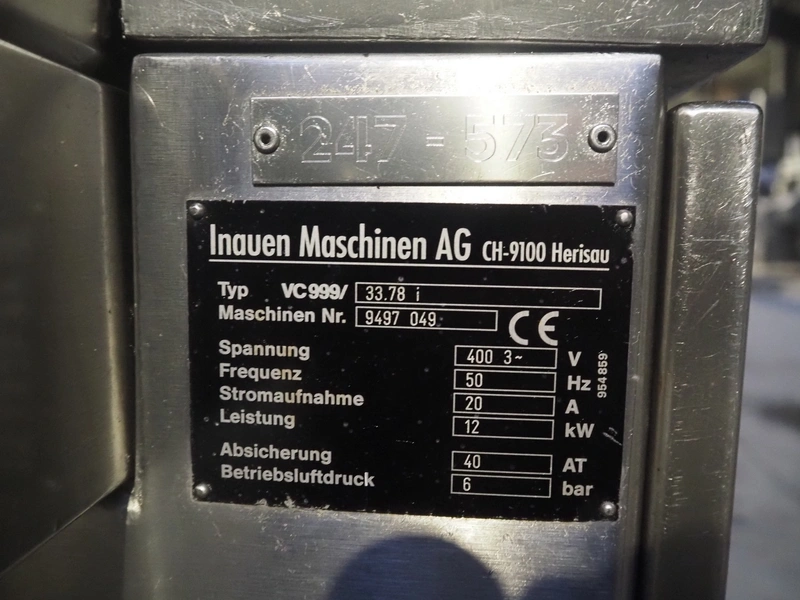 247-573
Inauen Maschinen AG CH-9100 Herisau
Typ VC999/ 33.78 i
Maschinen Nr. 9497 049
CE
Spannung 400 3~ V
Frequenz 50 Hz
Stromaufnahme 20 A
Leistung 12 kW
954859
Absicherung 40 AT
Betriebsluftdruck 6 bar